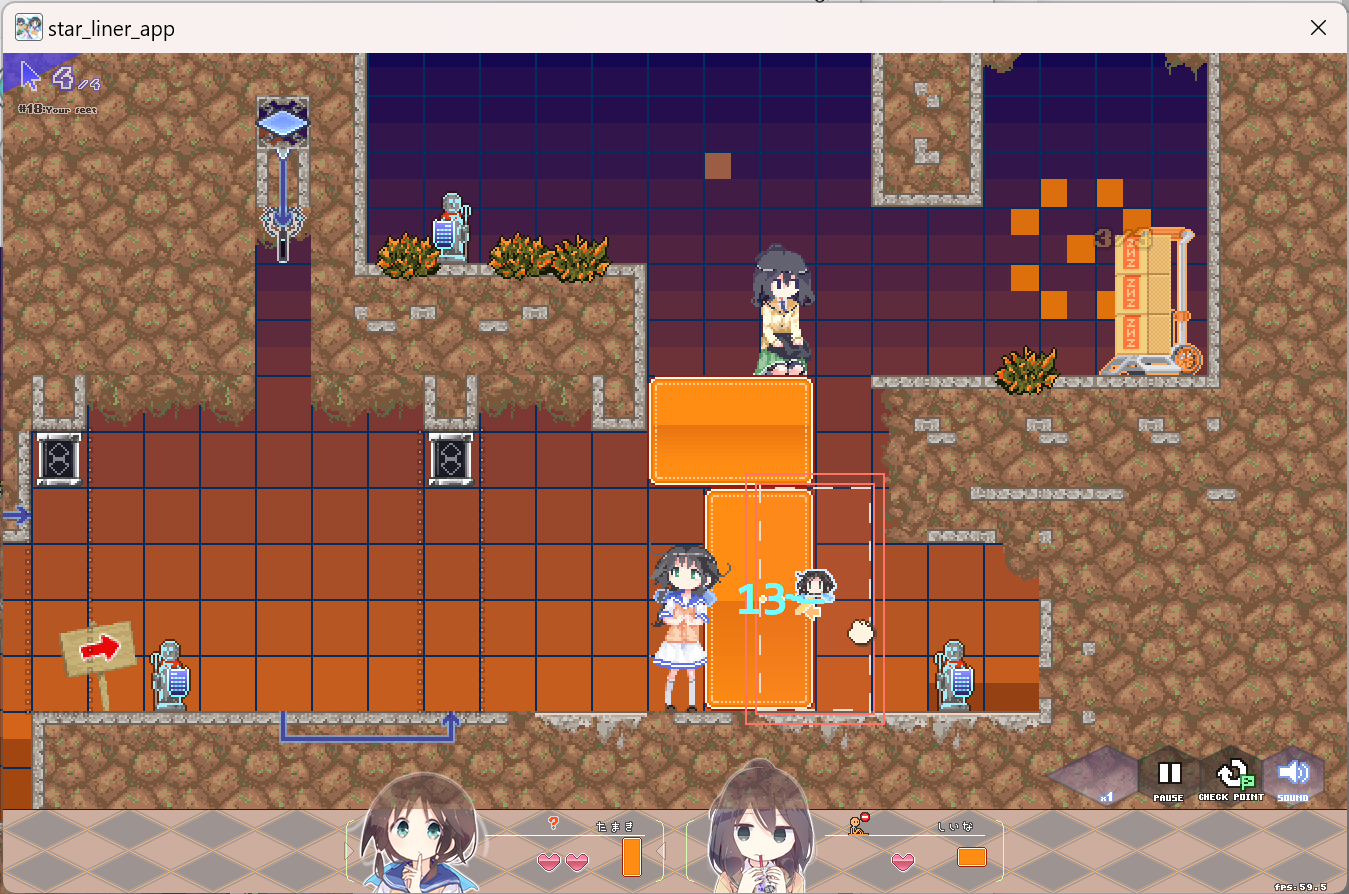 star_liner_app
4/4
#18:Your feet
3/3
13
x1
PAUSE
CHECK POINT
SOUND
たまき
しいな
?
fps:59.5